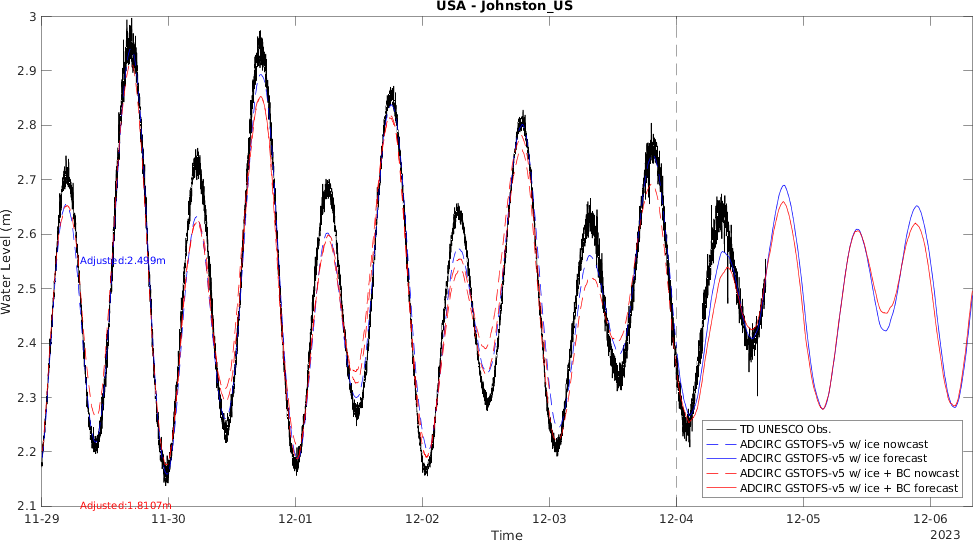 USA - Johnston_US
3
2.9
2.8
2.7
2.6
2.5
2.4
2.3
2.2
2.1
Water Level (m)
Adjusted:2.499m
Adjusted:1.8107m
TD UNESCO Obs.
ADCIRC GSTOFS-v5 w/ ice nowcast
ADCIRC GSTOFS-v5 w/ ice forecast
ADCIRC GSTOFS-v5 w/ ice + BC nowcast
ADCIRC GSTOFS-v5 w/ ice + BC forecast
11-29 11-30 12-01 12-02 12-03 12-04 12-05 12-06
Time 2023